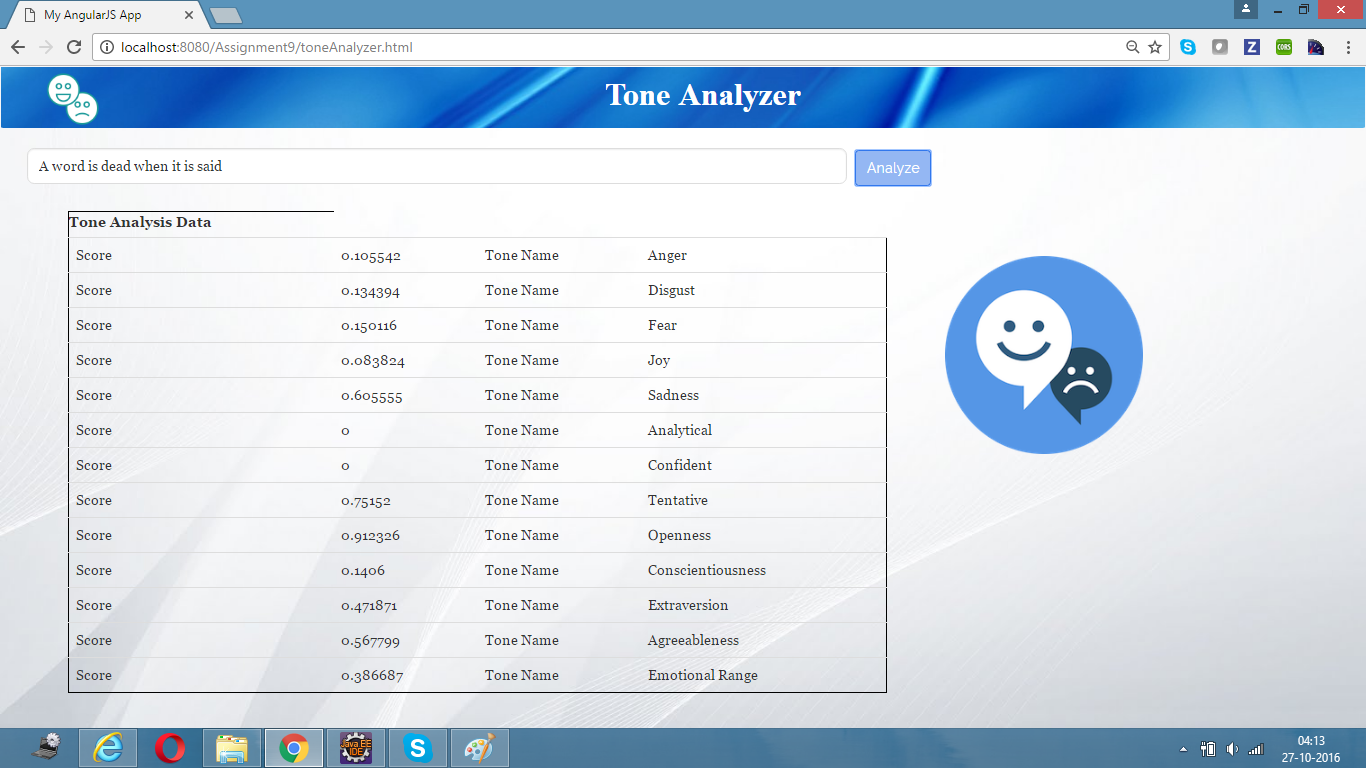 My AngularJS App
localhost:8080/Assignment9/toneAnalyzer.html
Z
CORS
Tone Analyzer
A word is dead when it is said
Analyze
Tone Analysis Data
Score 0.105542 Tone Name Anger
Score 0.134394 Tone Name Disgust
Score 0.150116 Tone Name Fear
Score 0.083824 Tone Name Joy
Score 0.605555 Tone Name Sadness
Score 0 Tone Name Analytical
Score 0 Tone Name Confident
Score 0.75152 Tone Name Tentative
Score 0.912326 Tone Name Openness
Score 0.1406 Tone Name Conscientiousness
Score 0.471871 Tone Name Extraversion
Score 0.567799 Tone Name Agreeableness
Score 0.386687 Tone Name Emotional Range
Java EE
IDE
04:13
27-10-2016